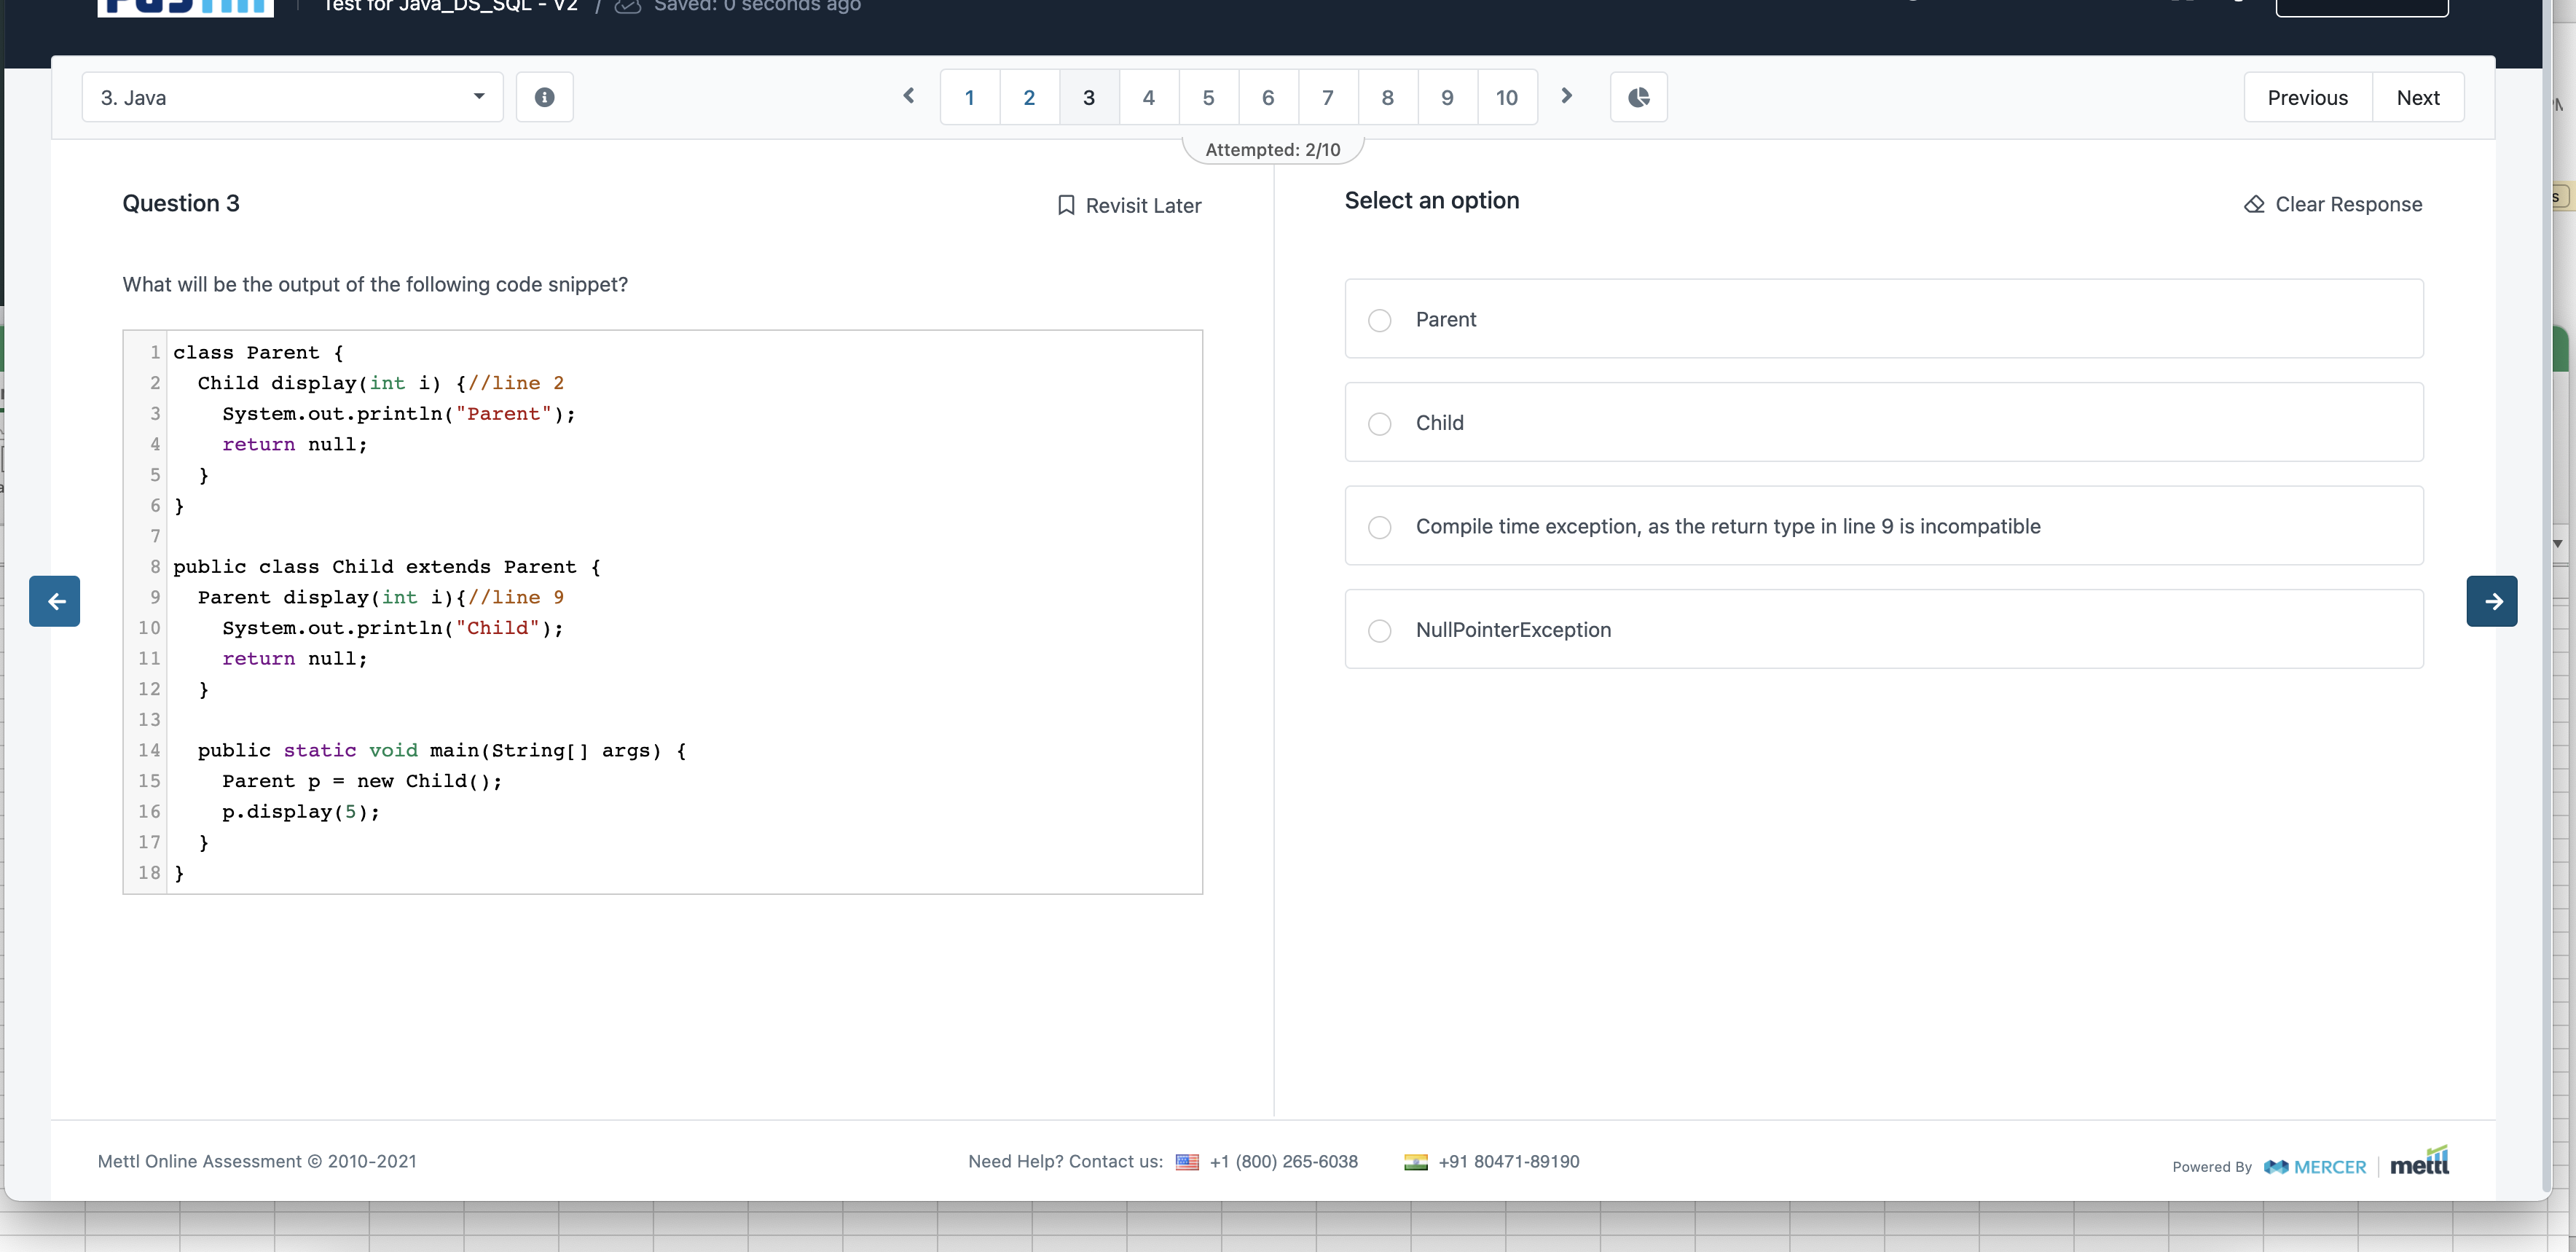 Test for Java_DS_SQL - V2 / Saved: 0 seconds ago
3. Java
1 2 3 4 5 6 7 8 9 10
Previous Next
Attempted: 2/10
Question 3
Revisit Later
What will be the output of the following code snippet?
1 class Parent {
2 Child display(int i) {//line 2
3 System.out.println("Parent");
4 return null;
5 }
6 }
7
8 public class Child extends Parent {
9 Parent display(int i){//line 9
10 System.out.println("Child");
11 return null;
12 }
13
14 public static void main(String[] args) {
15 Parent p = new Child();
16 p.display(5);
17 }
18 }
Select an option
Clear Response
Parent
Child
Compile time exception, as the return type in line 9 is incompatible
NullPointerException
Mettl Online Assessment © 2010-2021
Need Help? Contact us: +1 (800) 265-6038 +91 80471-89190
Powered By MERCER | mettl